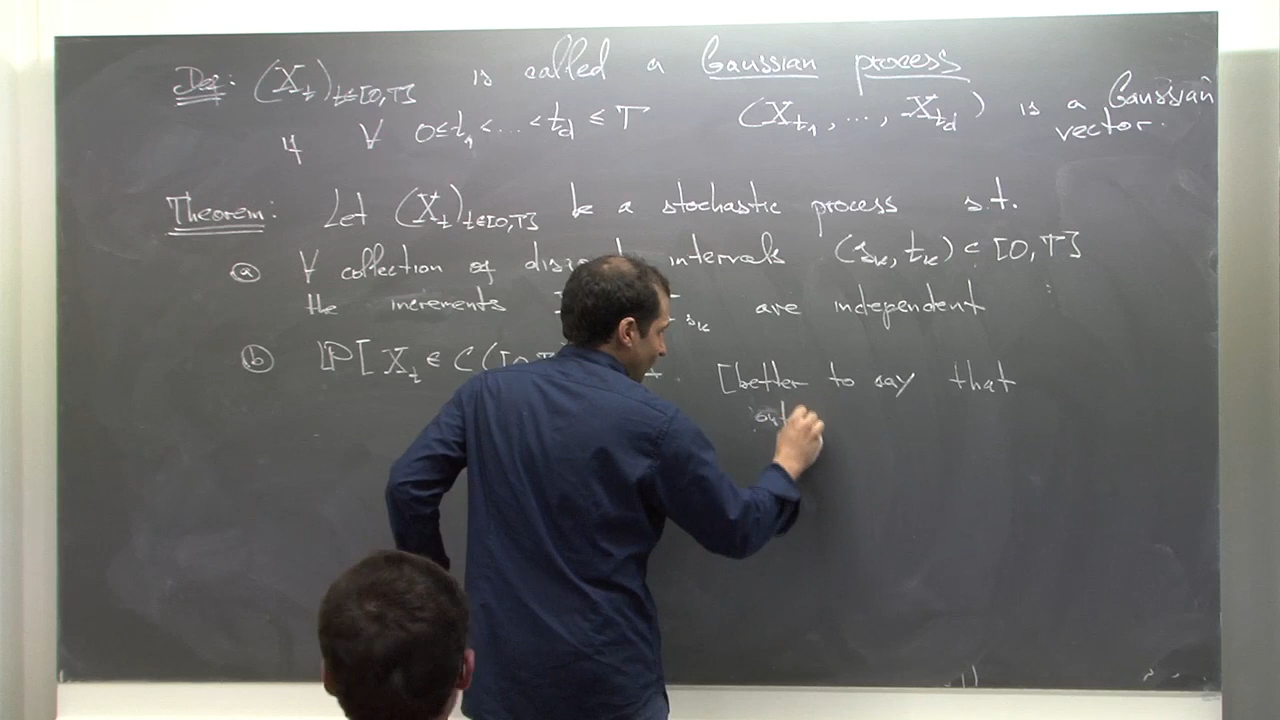 Def: (X_t)_{t∈[0,T]} is called a Gaussian process
if ∀ 0≤t_1<...<t_d≤T (X_{t_1}, ..., X_{t_d}) is a Gaussian
vector.
Theorem: Let (X_t)_{t∈[0,T]} be a stochastic process s.t.
ⓐ ∀ collection of intervals (s_k, t_k) ⊂ [0,T]
the increments s_k are independent
ⓑ ℙ[X_t ∈ C([0, [better to say that